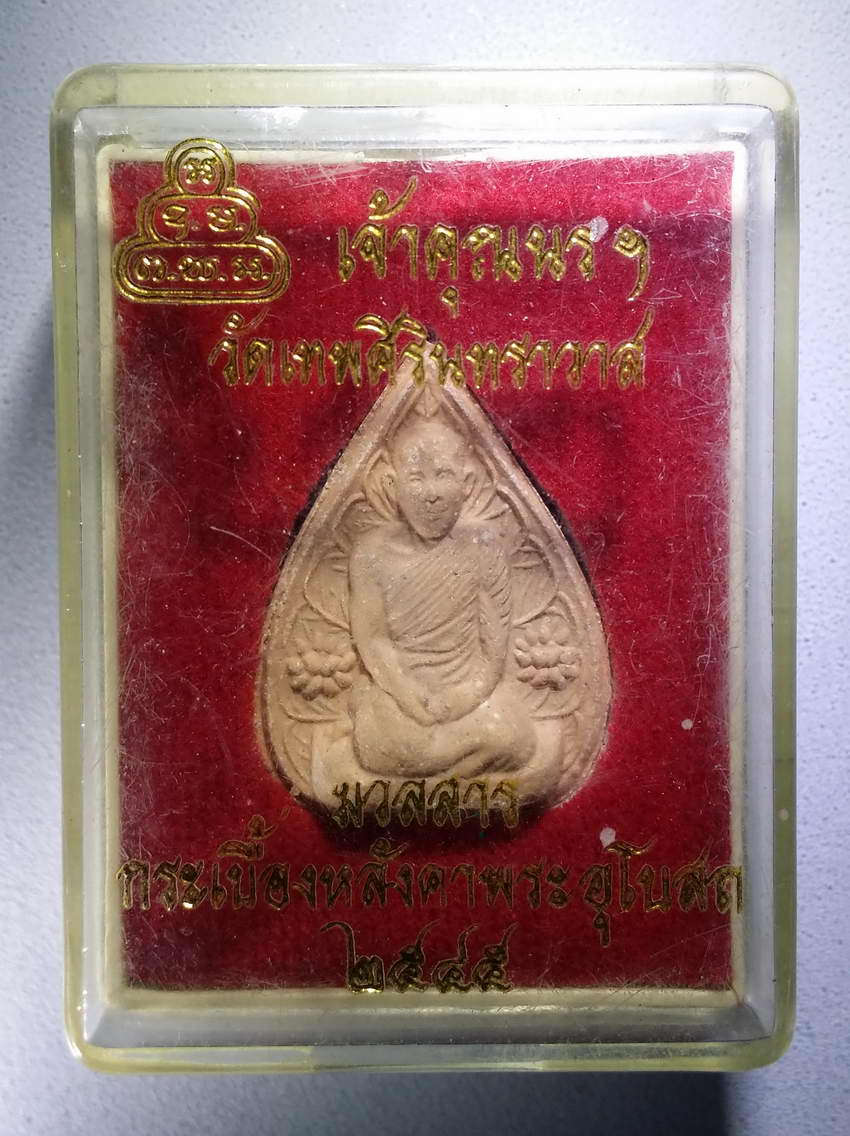 เจ้าคุณนรฯ
วัดเทพศิรินทราวาส
มวลสาร
กระเบื้องหลังคาพระอุโบสถ
๒๕๔๕